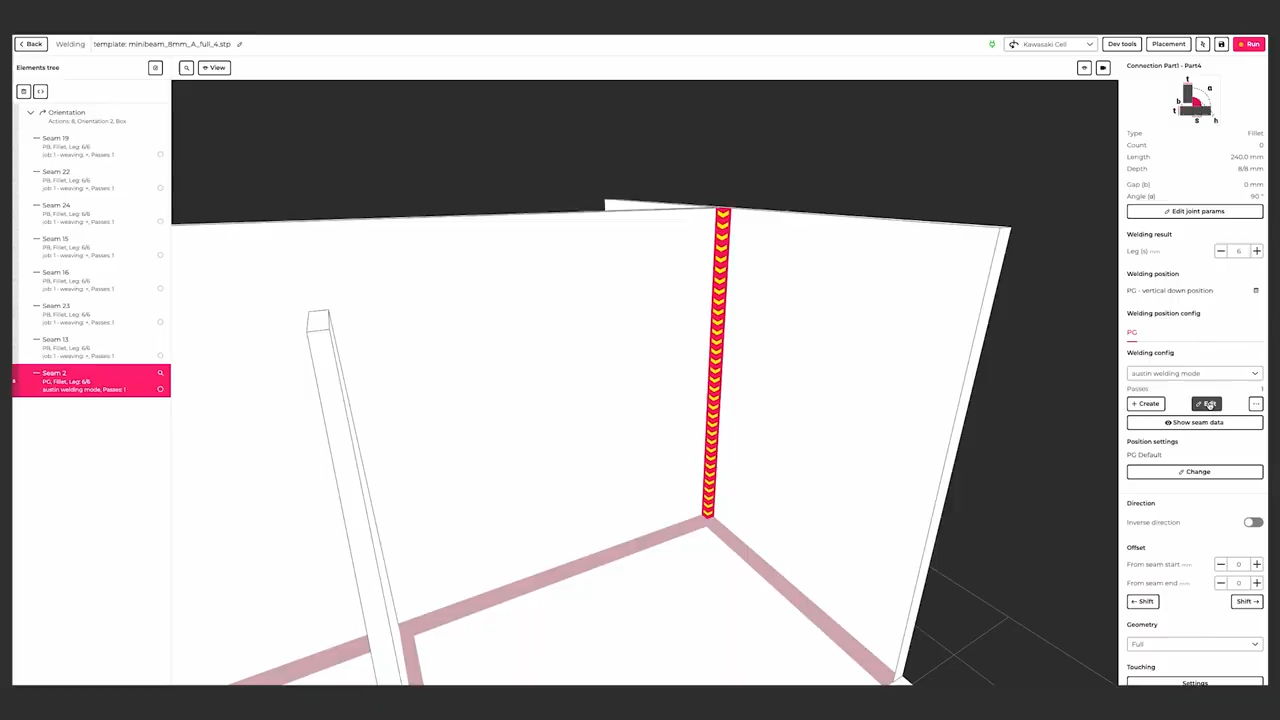 Back
Welding
template: minibeam_8mm_A_full_4.stp
Kawasaki Cell
Dev tools
Placement
Run
Elements tree
View
Orientation
Actions: 8, Orientation 2, Box
Seam 19
PB, Fillet, Leg: 6/6
job: 1 - weaving: +, Passes: 1
Seam 22
PB, Fillet, Leg: 6/6
job: 1 - weaving: +, Passes: 1
Seam 24
PB, Fillet, Leg: 6/6
job: 1 - weaving: +, Passes: 1
Seam 15
PB, Fillet, Leg: 6/6
job: 1 - weaving: +, Passes: 1
Seam 16
PB, Fillet, Leg: 6/6
job: 1 - weaving: +, Passes: 1
Seam 23
PB, Fillet, Leg: 6/6
job: 1 - weaving: +, Passes: 1
Seam 13
PB, Fillet, Leg: 6/6
job: 1 - weaving: +, Passes: 1
Seam 2
PG, Fillet, Leg: 6/6
austin welding mode, Passes: 1
Connection Part1 - Part4
t
a
b
t
s h
Type Fillet
Count 0
Length 240.0 mm
Depth 8/8 mm
Gap (b) 0 mm
Angle (a) 90 °
Edit joint params
Welding result
Leg (s) mm 6
Welding position
PG - vertical down position
Welding position config
PG
Welding config
austin welding mode
Passes 1
+ Create
Edit
...
Show seam data
Position settings
PG Default
Change
Direction
Inverse direction
Offset
From seam start mm 0
From seam end mm 0
← Shift
Shift →
Geometry
Full
Touching
Settings